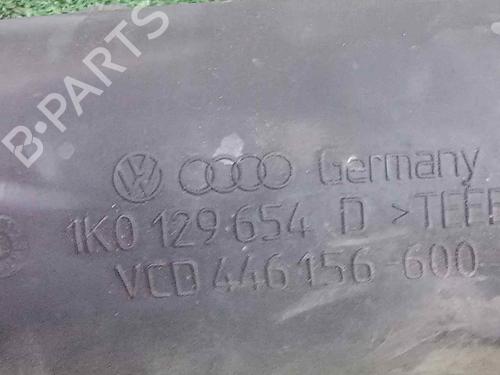 B-PARTS
Germany
1K0 129 654 D >TEEE
VCD 446 156-600